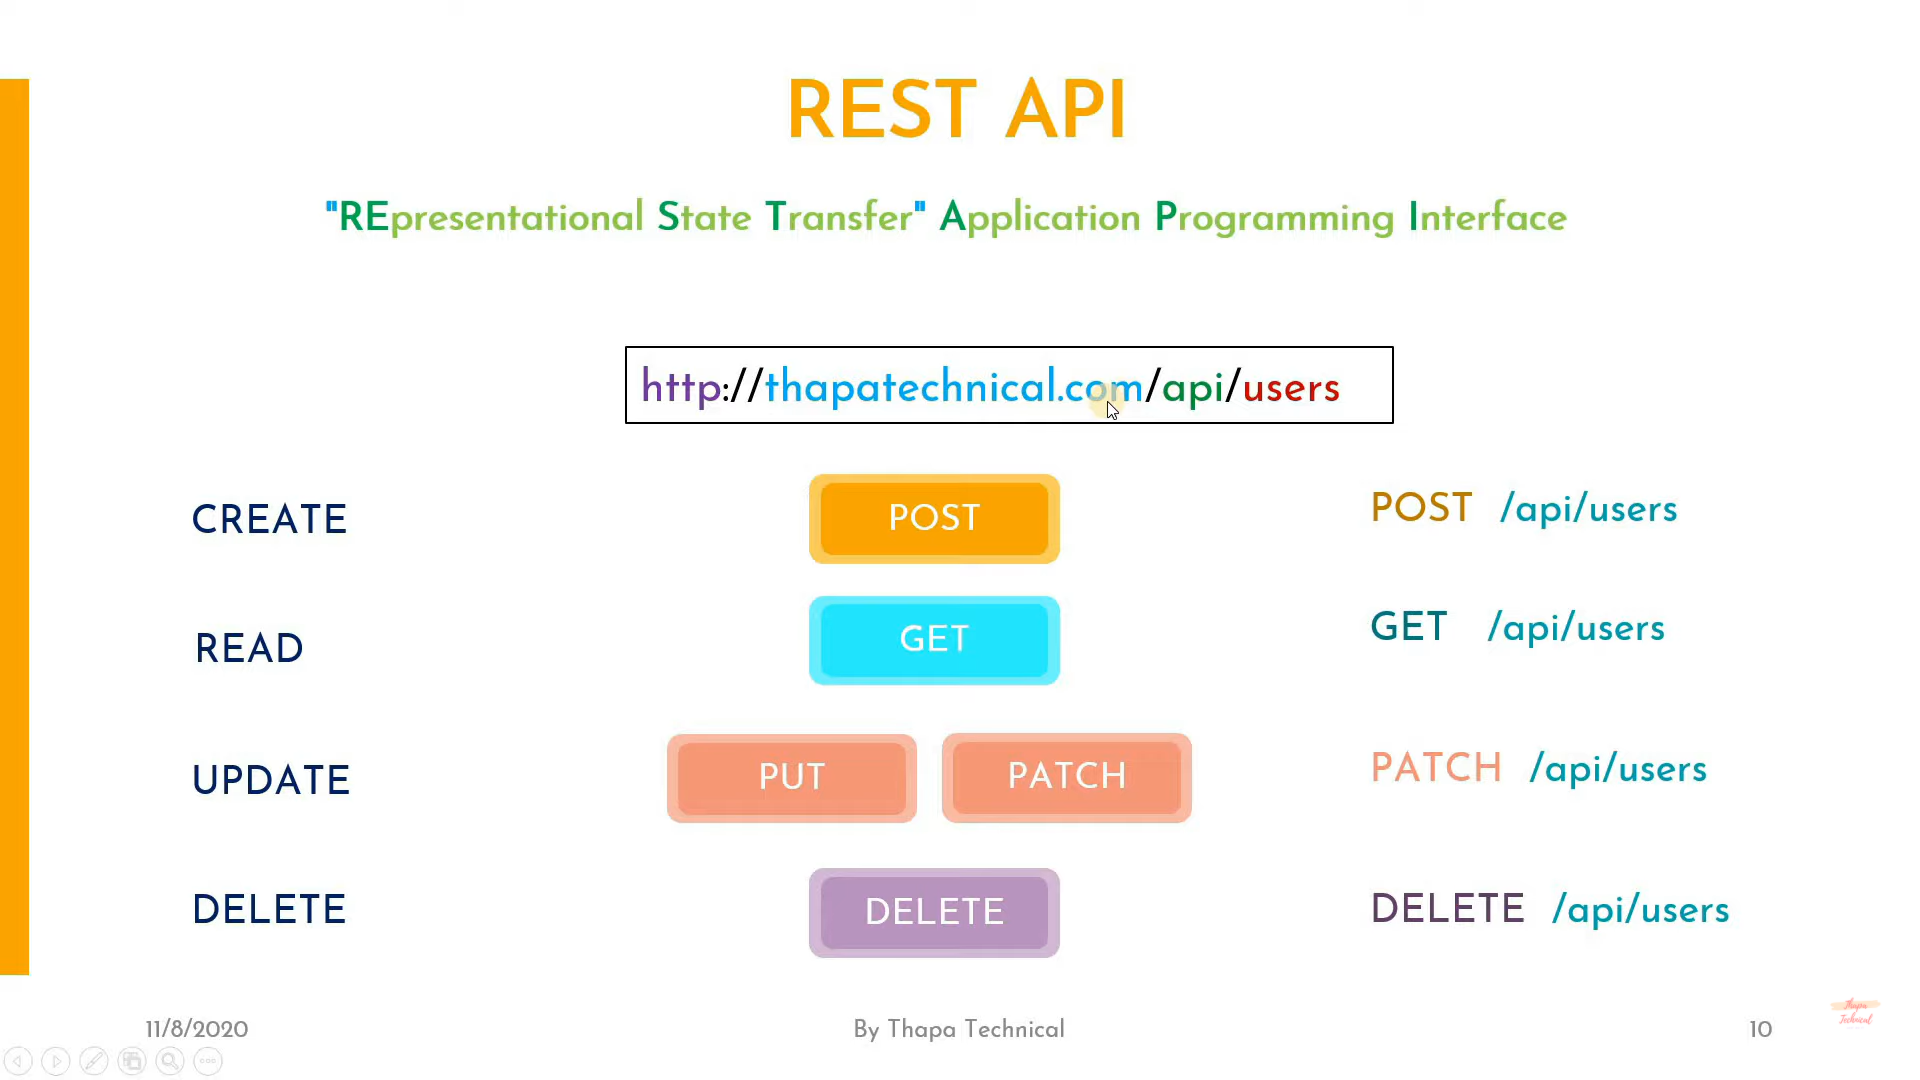 REST API
"REpresentational State Transfer" Application Programming Interface
http://thapatechnical.com/api/users
CREATE POST POST /api/users
READ GET GET /api/users
UPDATE PUT PATCH PATCH /api/users
DELETE DELETE DELETE /api/users
11/8/2020 By Thapa Technical 10
Thapa
Technical